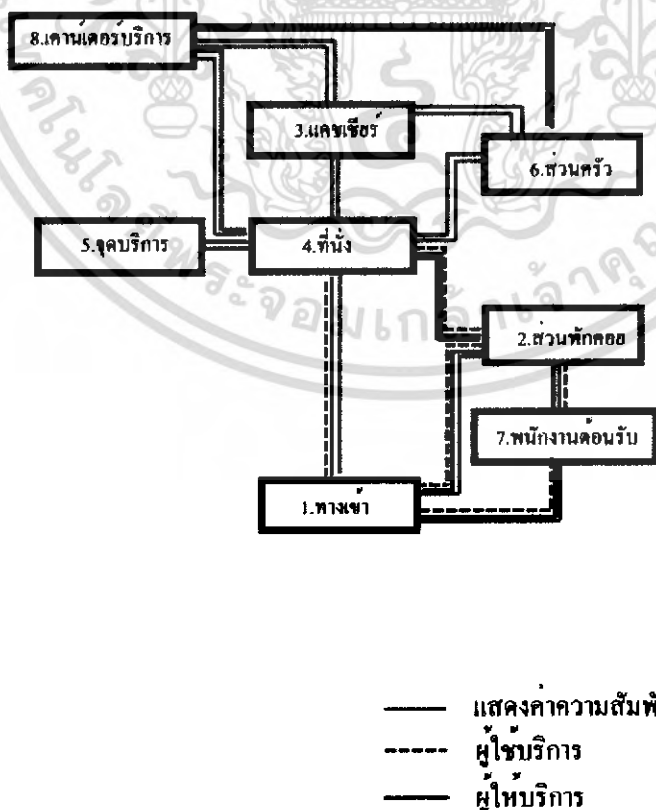 8.เคาน์เตอร์บริการ
3.แคชเชียร์
6.ส่วนครัว
5.จุดบริการ
4.ที่นั่ง
2.ส่วนพักคอย
7.พนักงานต้อนรับ
1.ทางเข้า
แสดงค่าความสัมพั
ผู้ใช้บริการ
ผู้ให้บริการ